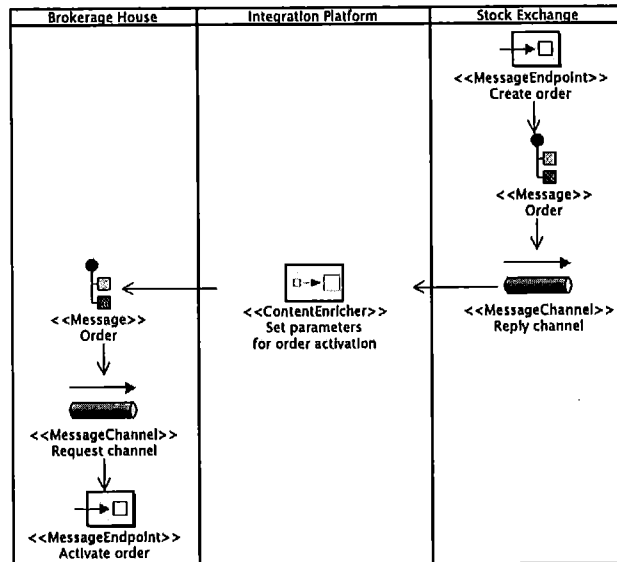 Brokerage House
Integration Platform
Stock Exchange
<<MessageEndpoint>>
Create order
<<Message>>
Order
<<MessageChannel>>
Reply channel
<<ContentEnricher>>
Set parameters
for order activation
<<Message>>
Order
<<MessageChannel>>
Request channel
<<MessageEndpoint>>
Activate order